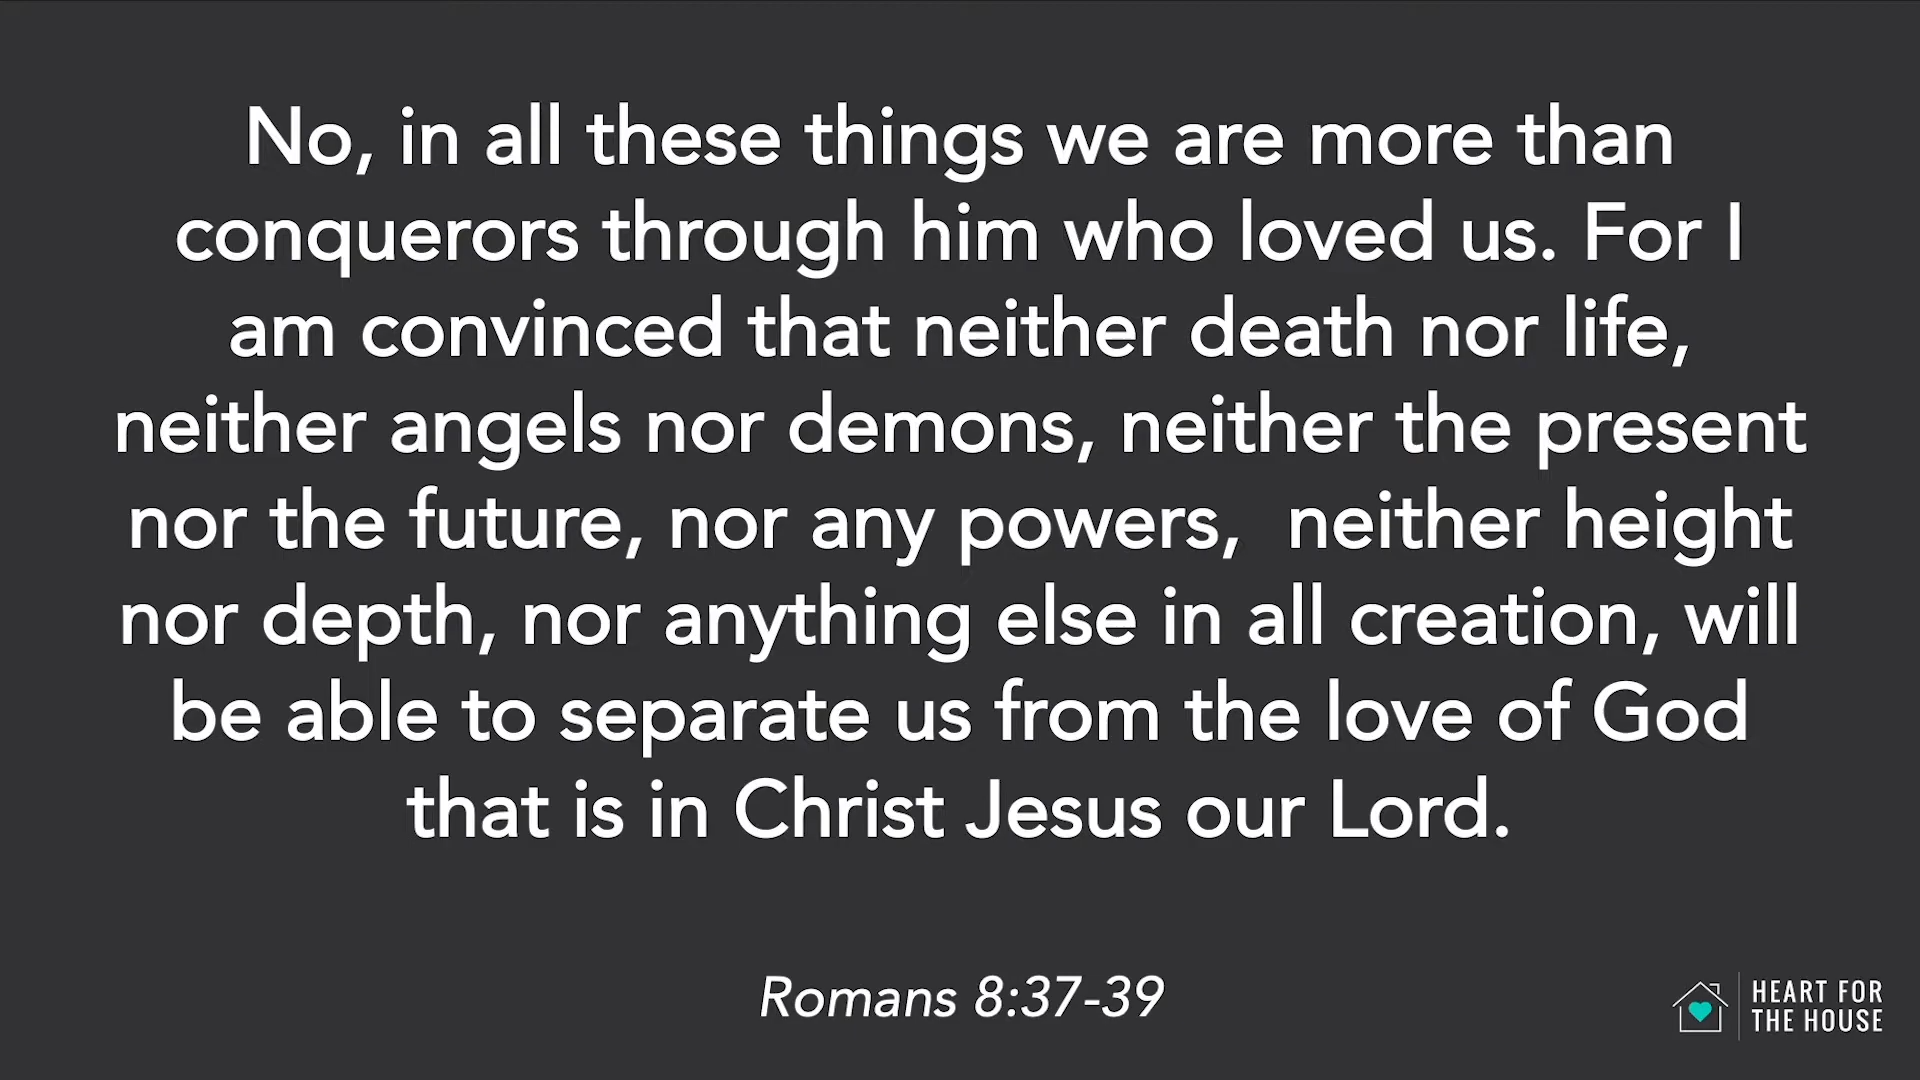 No, in all these things we are more than
conquerors through him who loved us. For I
am convinced that neither death nor life,
neither angels nor demons, neither the present
nor the future, nor any powers,  neither height
nor depth, nor anything else in all creation, will
be able to separate us from the love of God
that is in Christ Jesus our Lord.
Romans 8:37-39
HEART FOR
THE HOUSE